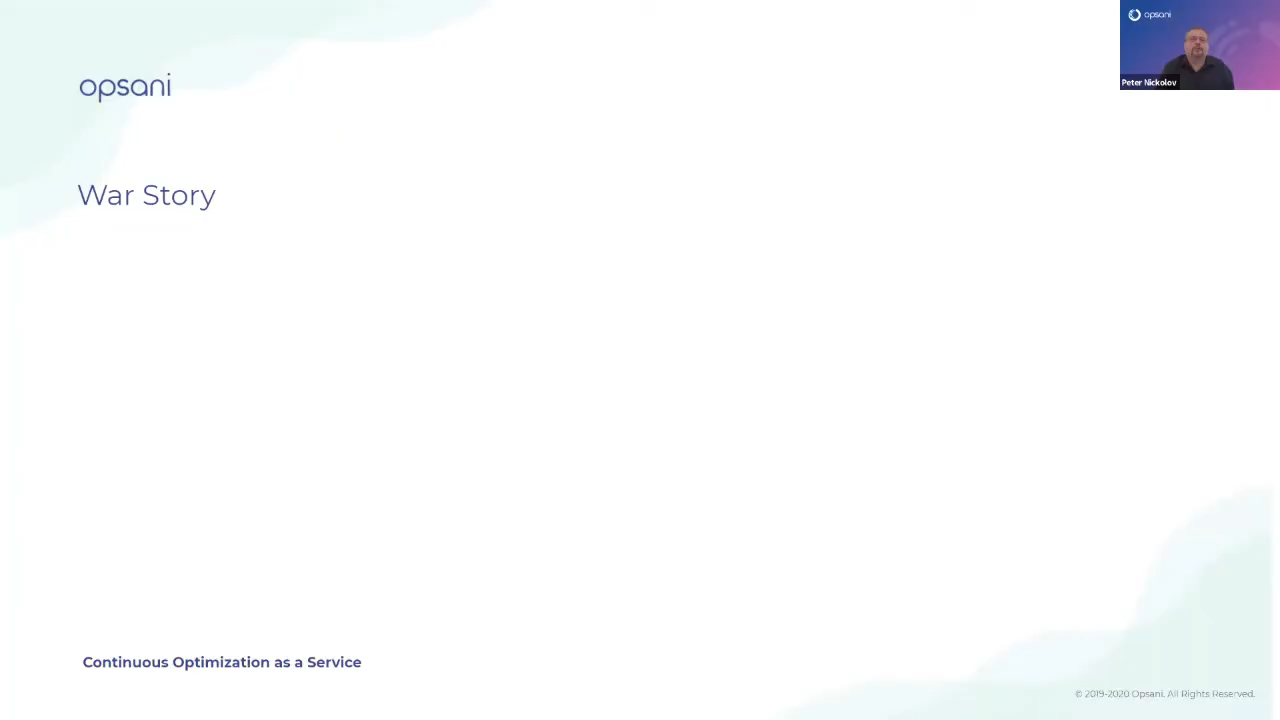 opsani
Peter Nickolov
opsani
War Story
Continuous Optimization as a Service
© 2019-2020 Opsani. All Rights Reserved.